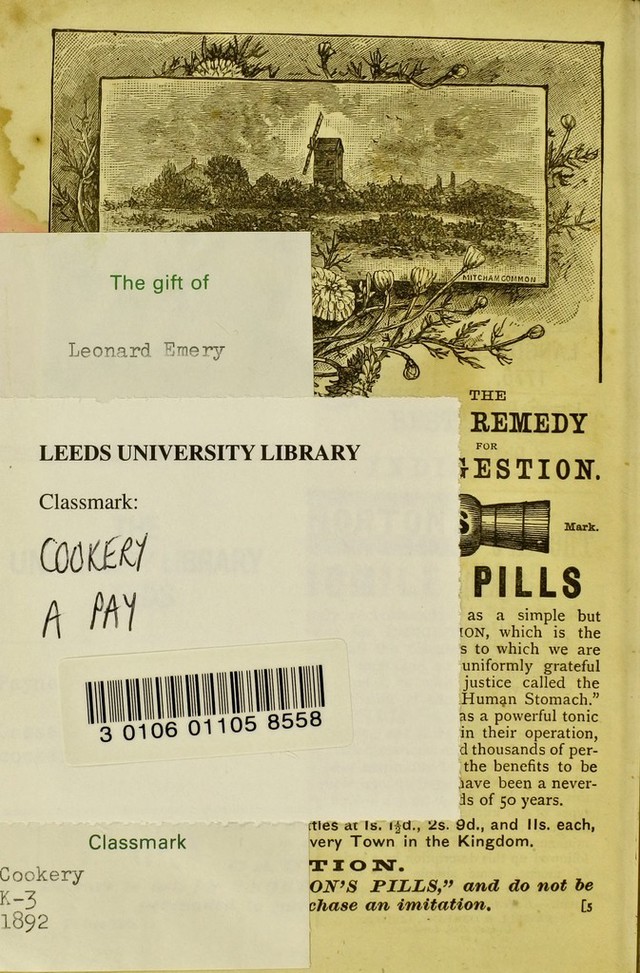 MITCHAM COMMON
The gift of
Leonard Emery
LEEDS UNIVERSITY LIBRARY
Classmark:
COOKERY
A PAY
3 0106 01105 8558
Classmark
Cookery
K-3
1892
THE
REMEDY
FOR
GESTION.
S
Mark.
PILLS
as a simple but
ION, which is the
s to which we are
uniformly grateful
justice called the
Human Stomach.”
as a powerful tonic
in their operation,
d thousands of per-
the benefits to be
have been a never-
ds of 50 years.
ttles at 1s. 1½d., 2s. 9d., and 11s. each,
very Town in the Kingdom.
TION.
ON'S PILLS,” and do not be
chase an imitation. [5